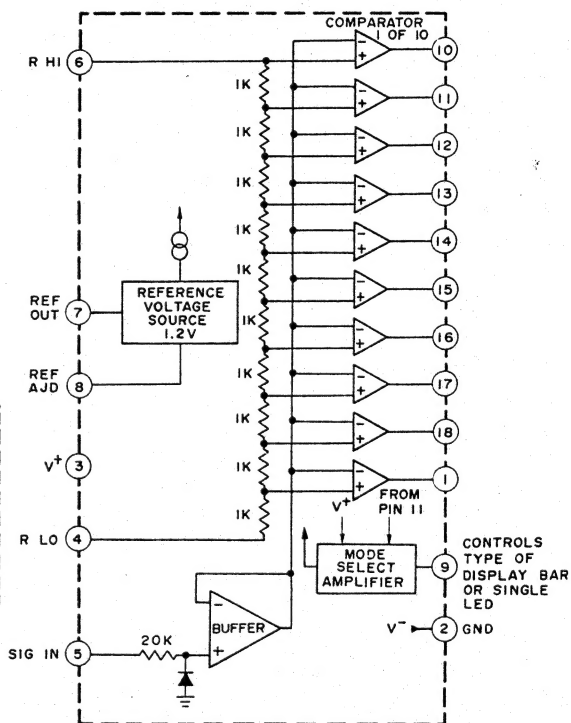 COMPARATOR
1 OF 10
R HI 6
10
1K
11
1K
12
1K
13
1K
14
1K
15
1K
16
1K
17
1K
18
1K
1
1K
REF
OUT
7
REFERENCE
VOLTAGE
SOURCE
1.2V
REF
AJD
8
V+ 3
R LO 4
V+
FROM
PIN 11
MODE
SELECT
AMPLIFIER
9
CONTROLS
TYPE OF
DISPLAY BAR
OR SINGLE
LED
V- 2 GND
BUFFER
SIG IN 5
20K
- +
- +
- +
- +
- +
- +
- +
- +
- +
- +
- +